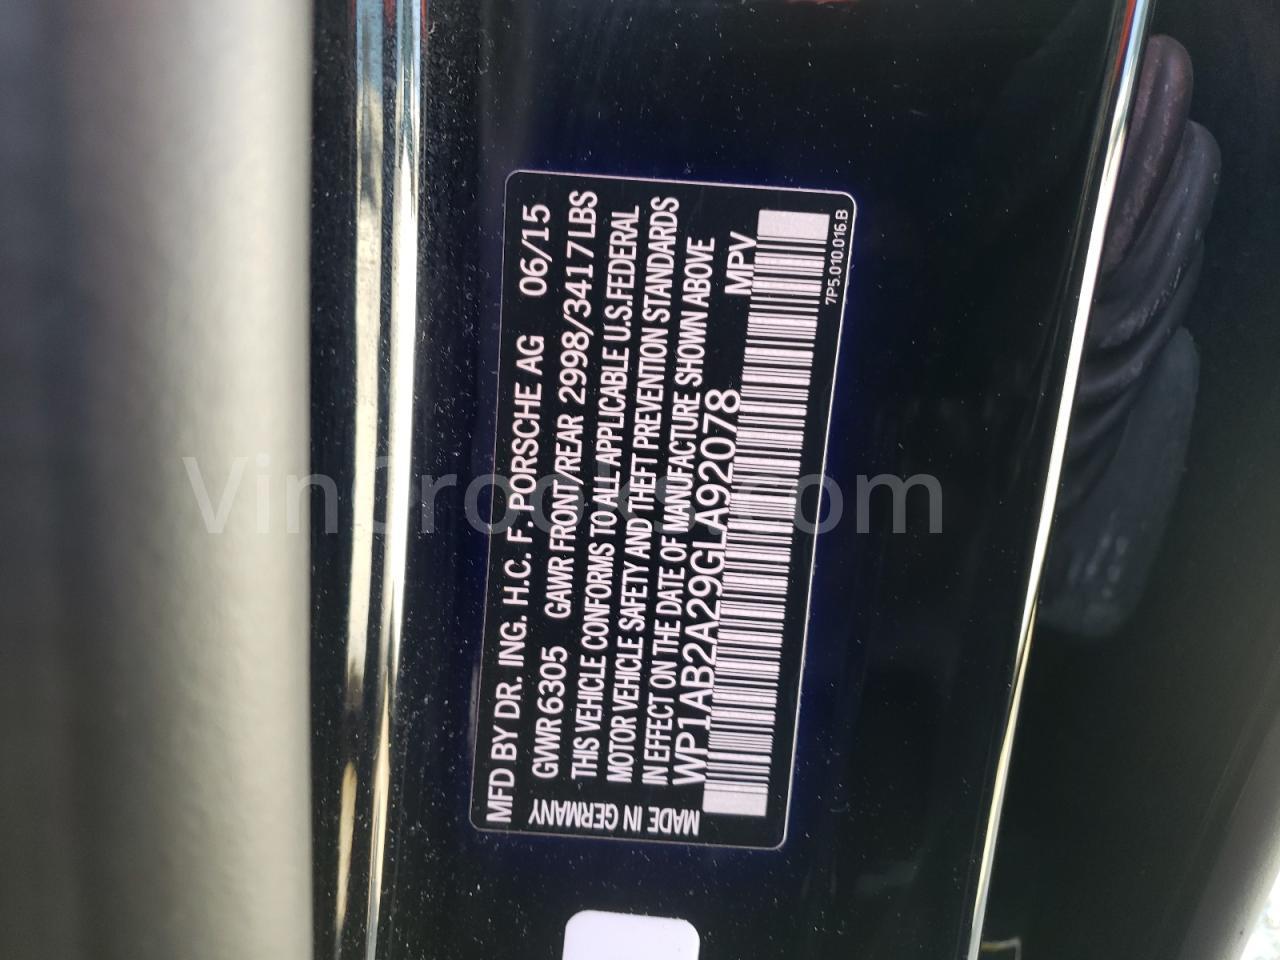 MFD BY DR. ING. H.C. F. PORSCHE AG 06/15
GVWR 6305 GAWR FRONT/REAR 2998/3417 LBS
THIS VEHICLE CONFORMS TO ALL APPLICABLE U.S.FEDERAL
MOTOR VEHICLE SAFETY AND THEFT PREVENTION STANDARDS
IN EFFECT ON THE DATE OF MANUFACTURE SHOWN ABOVE
WP1AB2A29GLA92078 MPV
MADE IN GERMANY
7P5.010.016.B
VinCrooks.com